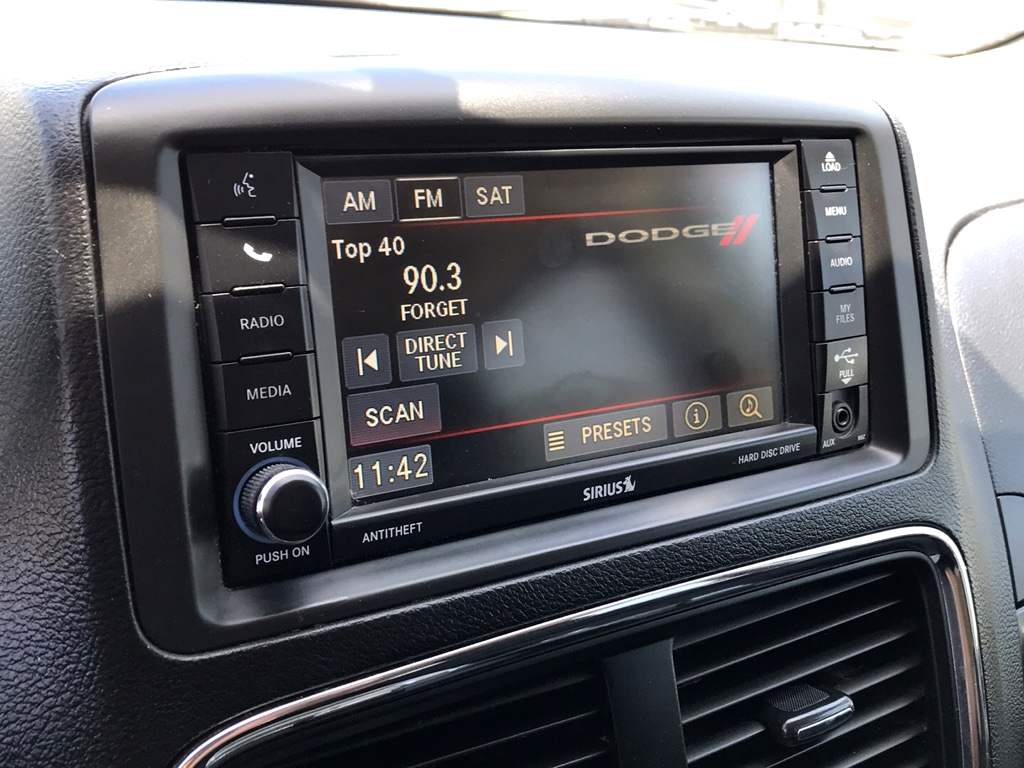 AM FM SAT
Top 40
DODGE
90.3
FORGET
DIRECT
TUNE
SCAN
PRESETS
11:42
RADIO
MEDIA
VOLUME
PUSH ON
ANTITHEFT
SIRIUS
HARD DISC DRIVE
LOAD
MENU
AUDIO
MY
FILES
PULL
AUX